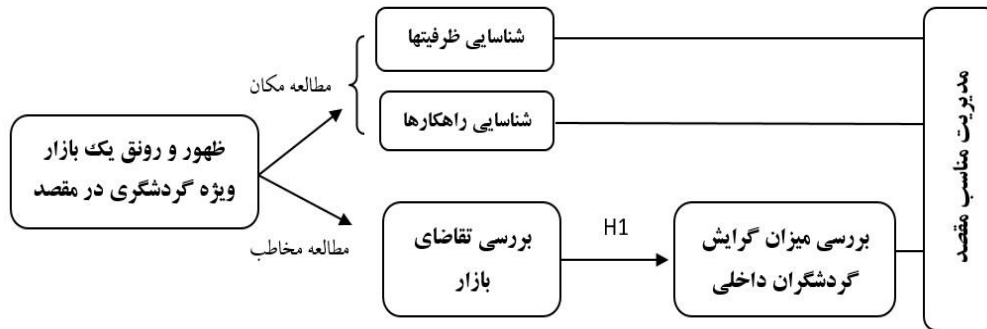 ظهور و رونق یک بازار
ویژه گردشگری در مقصد
مطالعه مکان
شناسایی ظرفیتها
شناسایی راهکارها
مطالعه مخاطب
بررسی تقاضای
بازار
H1
بررسی میزان گرایش
گردشگران داخلی
مدیریت مناسب مقصد